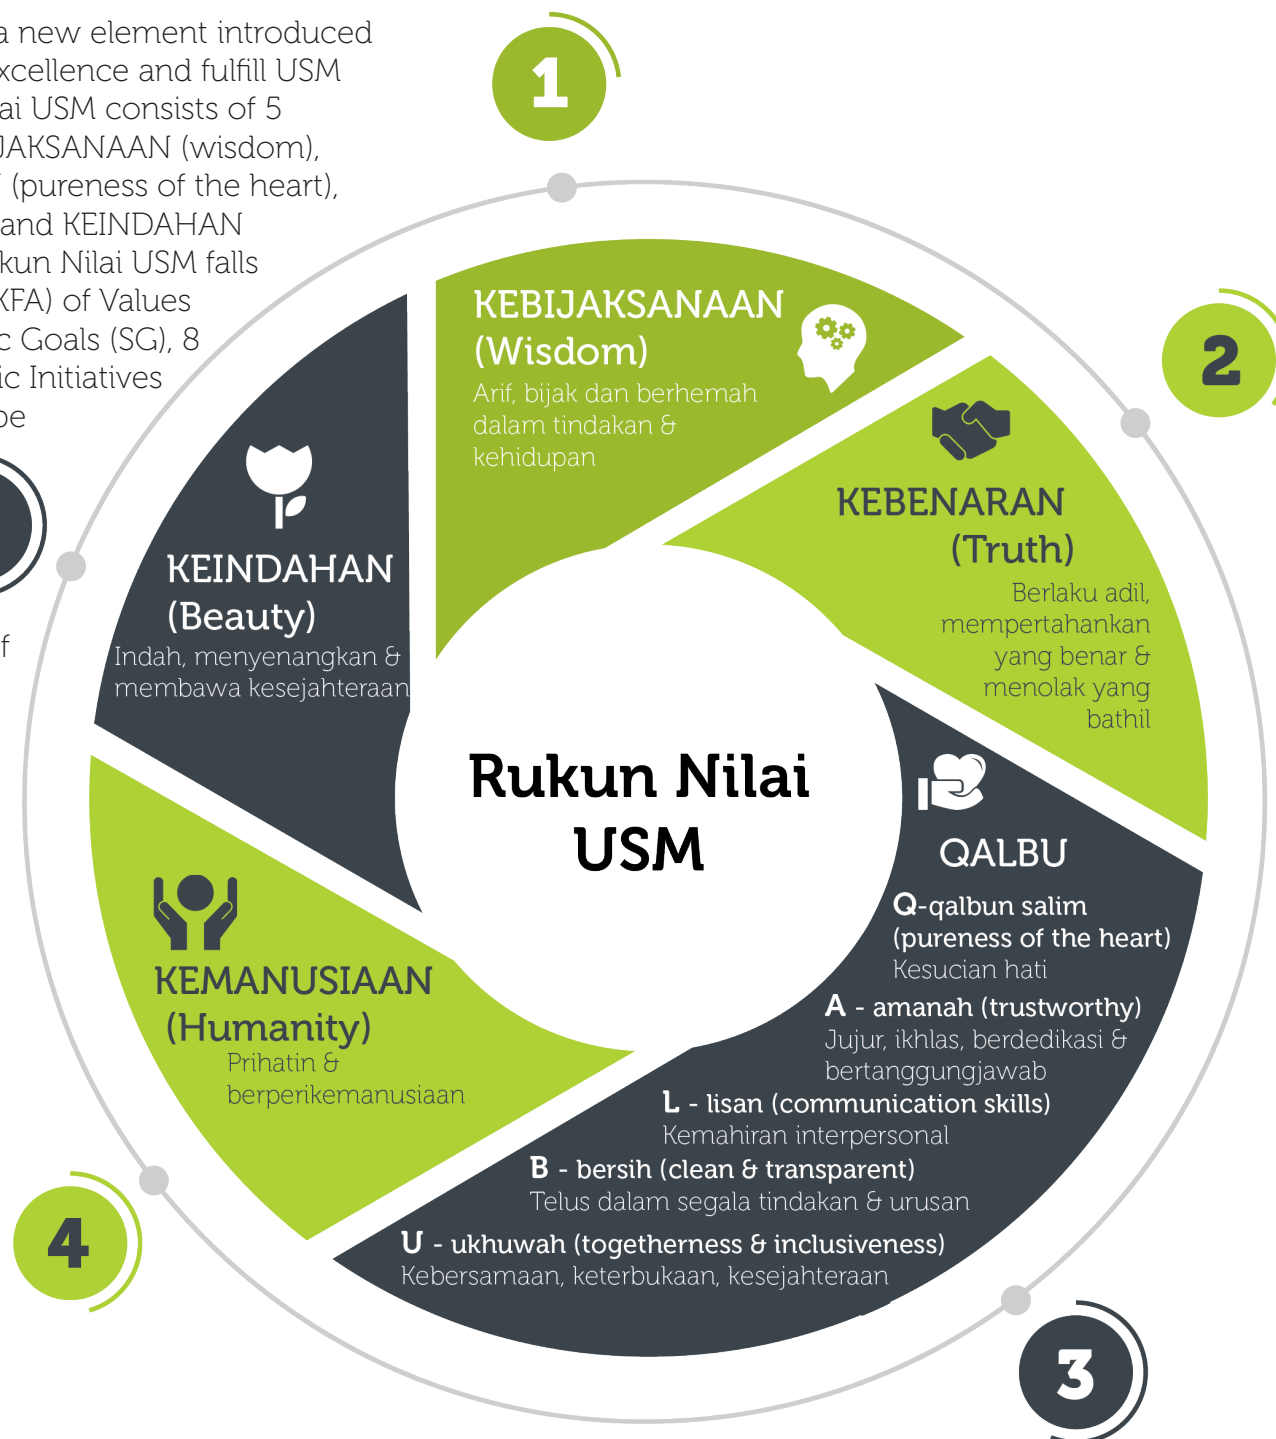 a new element introduced
xcellence and fulfill USM
ai USM consists of 5
JAKSANAAN (wisdom),
(pureness of the heart),
and KEINDAHAN
kun Nilai USM falls
KFA) of Values
c Goals (SG), 8
ic Initiatives
be
f
1
KEBIJAKSANAAN
(Wisdom)
Arif, bijak dan berhemah
dalam tindakan &
kehidupan
2
KEBENARAN
(Truth)
Berlaku adil,
mempertahankan
yang benar &
menolak yang
bathil
Rukun Nilai
USM
QALBU
Q-qalbun salim
(pureness of the heart)
Kesucian hati
A - amanah (trustworthy)
Jujur, ikhlas, berdedikasi &
bertanggungjawab
L - lisan (communication skills)
Kemahiran interpersonal
B - bersih (clean & transparent)
Telus dalam segala tindakan & urusan
U - ukhuwah (togetherness & inclusiveness)
Kebersamaan, keterbukaan, kesejahteraan
3
KEMANUSIAAN
(Humanity)
Prihatin &
berperikemanusiaan
4
KEINDAHAN
(Beauty)
Indah, menyenangkan &
membawa kesejahteraan